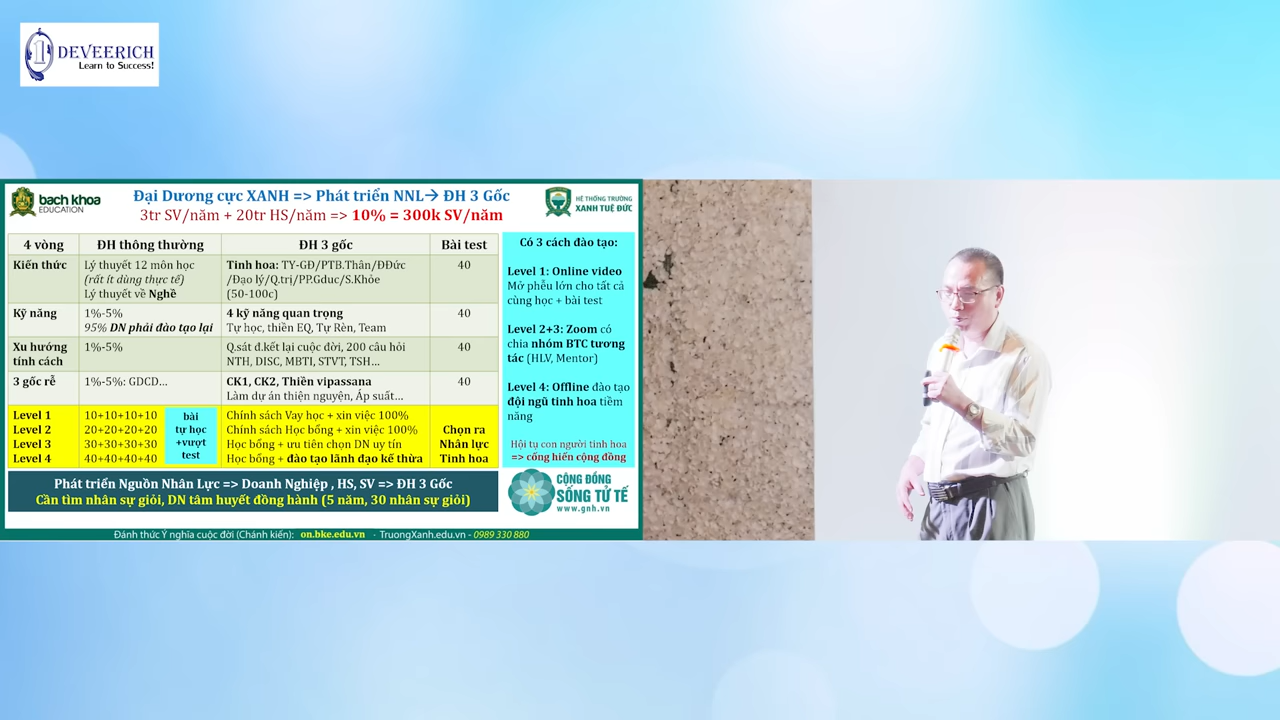 DEVEERICH
Learn to Success!
bach khoa
EDUCATION
Đại Dương cực XANH => Phát triển NNL→ ĐH 3 Gốc
3tr SV/năm + 20tr HS/năm => 10% = 300k SV/năm
HỆ THỐNG TRƯỜNG
XANH TUỆ ĐỨC
4 vòng ĐH thông thường ĐH 3 gốc Bài test
Kiến thức
Lý thuyết 12 môn học
(rất ít dùng thực tế)
Lý thuyết về Nghề
Tinh hoa: TY-GĐ/PTB.Thân/ĐĐức
/Đạo lý/Q.trị/PP.Gduc/S.Khỏe
(50-100c)
40
Kỹ năng
1%-5%
95% DN phải đào tạo lại
4 kỹ năng quan trọng
Tự học, thiền EQ, Tự Rèn, Team
40
Xu hướng
tính cách
1%-5%
Q.sát đ.kết lại cuộc đời, 200 câu hỏi
NTH, DISC, MBTI, STVT, TSH...
40
3 gốc rễ
1%-5%: GDCD...
CK1, CK2, Thiền vipassana
Làm dự án thiện nguyện, Áp suất...
40
Level 1 10+10+10+10
Level 2 20+20+20+20
Level 3 30+30+30+30
Level 4 40+40+40+40
bài
tự học
+vượt
test
Chính sách Vay học + xin việc 100%
Chính sách Học bổng + xin việc 100%
Học bổng + ưu tiên chọn DN uy tín
Học bổng + đào tạo lãnh đạo kế thừa
Chọn ra
Nhân lực
Tinh hoa
Có 3 cách đào tạo:
Level 1: Online video
Mở phễu lớn cho tất cả
cùng học + bài test
Level 2+3: Zoom có
chia nhóm BTC tương
tác (HLV, Mentor)
Level 4: Offline đào tạo
đội ngũ tinh hoa tiềm
năng
Hội tụ con người tinh hoa
=> cống hiến cộng đồng
Phát triển Nguồn Nhân Lực => Doanh Nghiệp , HS, SV => ĐH 3 Gốc
Cần tìm nhân sự giỏi, DN tâm huyết đồng hành (5 năm, 30 nhân sự giỏi)
CỘNG ĐỒNG
SỐNG TỬ TẾ
www.gnh.vn
Đánh thức Ý nghĩa cuộc đời (Chánh kiến): on.bke.edu.vn · TruongXanh.edu.vn - 0989 330 880